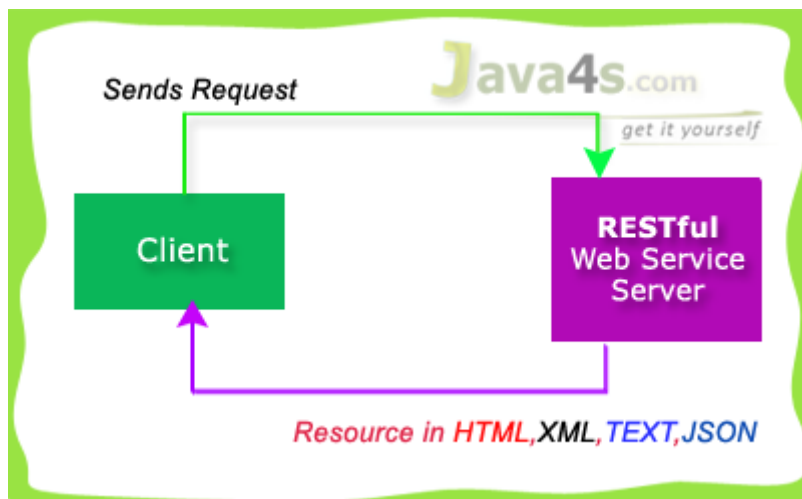 Java4s.com
Sends Request
get it yourself
Client
RESTful
Web Service
Server
Resource in HTML,XML,TEXT,JSON